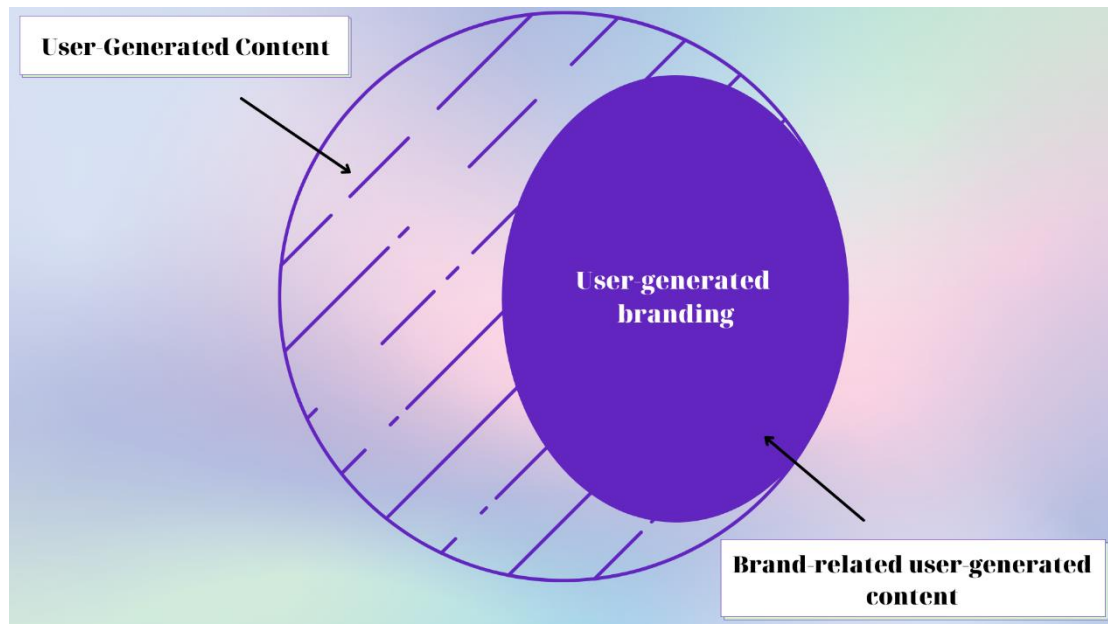 User-Generated Content
User-generated
branding
Brand-related user-generated
content